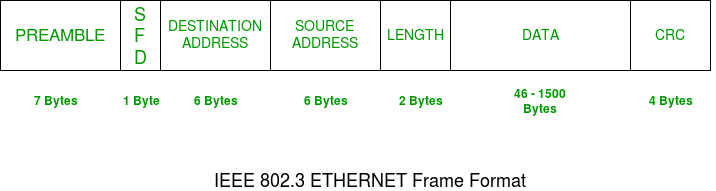 PREAMBLE
S
F
D
DESTINATION
ADDRESS
SOURCE
ADDRESS
LENGTH
DATA
CRC
7 Bytes
1 Byte
6 Bytes
6 Bytes
2 Bytes
46 - 1500
Bytes
4 Bytes
IEEE 802.3 ETHERNET Frame Format